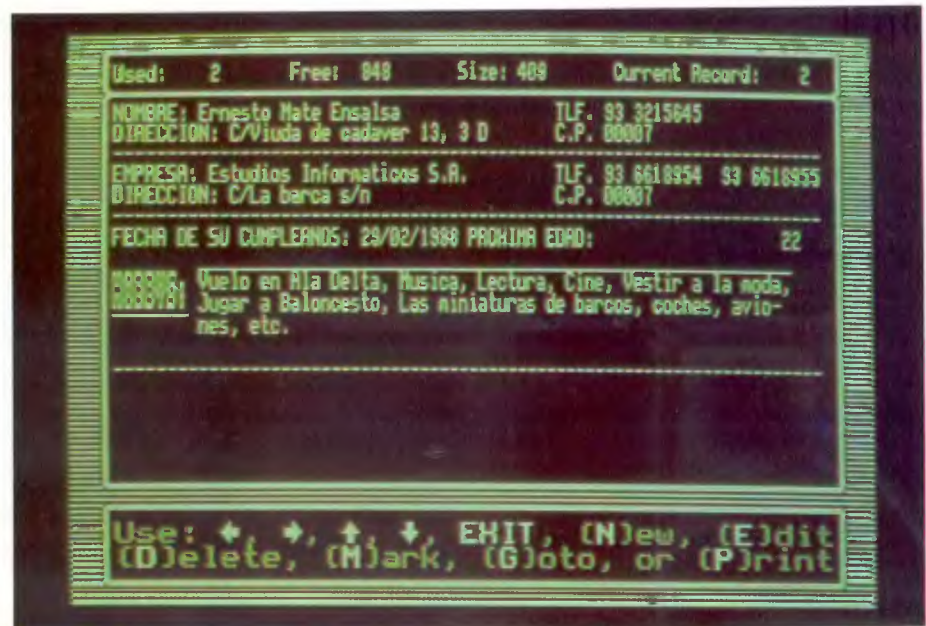 Used: 2 Free: 848 Size: 409 Current Record: 2
NOMBRE: Ernesto Mate Ensalsa TLF. 93 3215645
DIRECCION: C/Viuda de cadaver 13, 3 D C.P. 00007
EMPRESA: Estudios Informaticos S.A. TLF. 93 6618954 93 6618955
DIRECCION: C/La barca s/n C.P. 00007
FECHA DE SU CUMPLEANOS: 29/02/1988 PROXIMA EDAD: 22
Vuelo en Ala Delta, Musica, Lectura, Cine, Vestir a la moda,
Jugar a Baloncesto, Las miniaturas de barcos, coches, avio-
nes, etc.
Use: ←, →, ↑, ↓, EXIT, (N)ew, (E)dit
(D)elete, (M)ark, (G)oto, or (P)rint